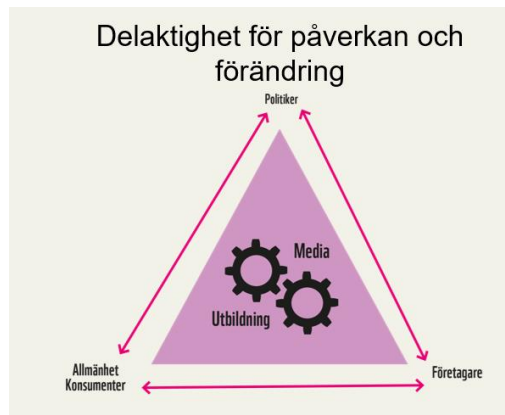 Delaktighet för påverkan och
förändring
Politiker
Media
Utbildning
Allmänhet
Konsumenter
Företagare